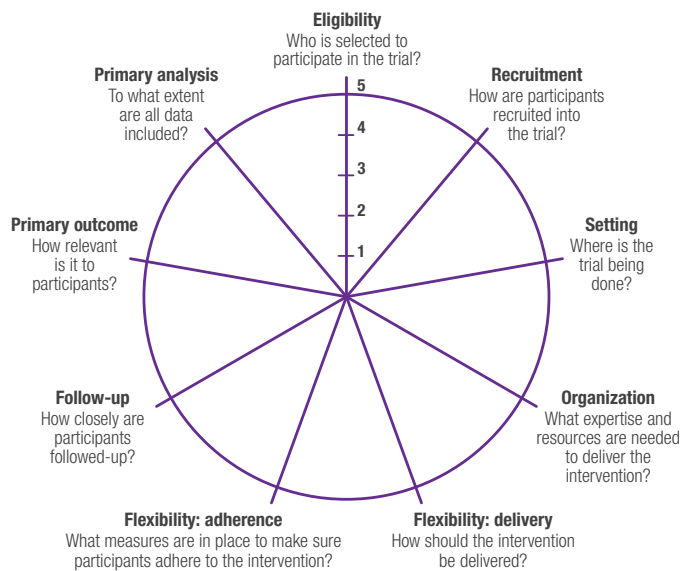 Eligibility
Who is selected to
participate in the trial?
Primary analysis
To what extent
are all data
included?
5
4
3
2
1
Recruitment
How are participants
recruited into
the trial?
Primary outcome
How relevant
is it to
participants?
Setting
Where is the
trial being
done?
Follow-up
How closely are
participants
followed-up?
Organization
What expertise and
resources are needed
to deliver the
intervention?
Flexibility: adherence
What measures are in place to make sure
participants adhere to the intervention?
Flexibility: delivery
How should the intervention
be delivered?